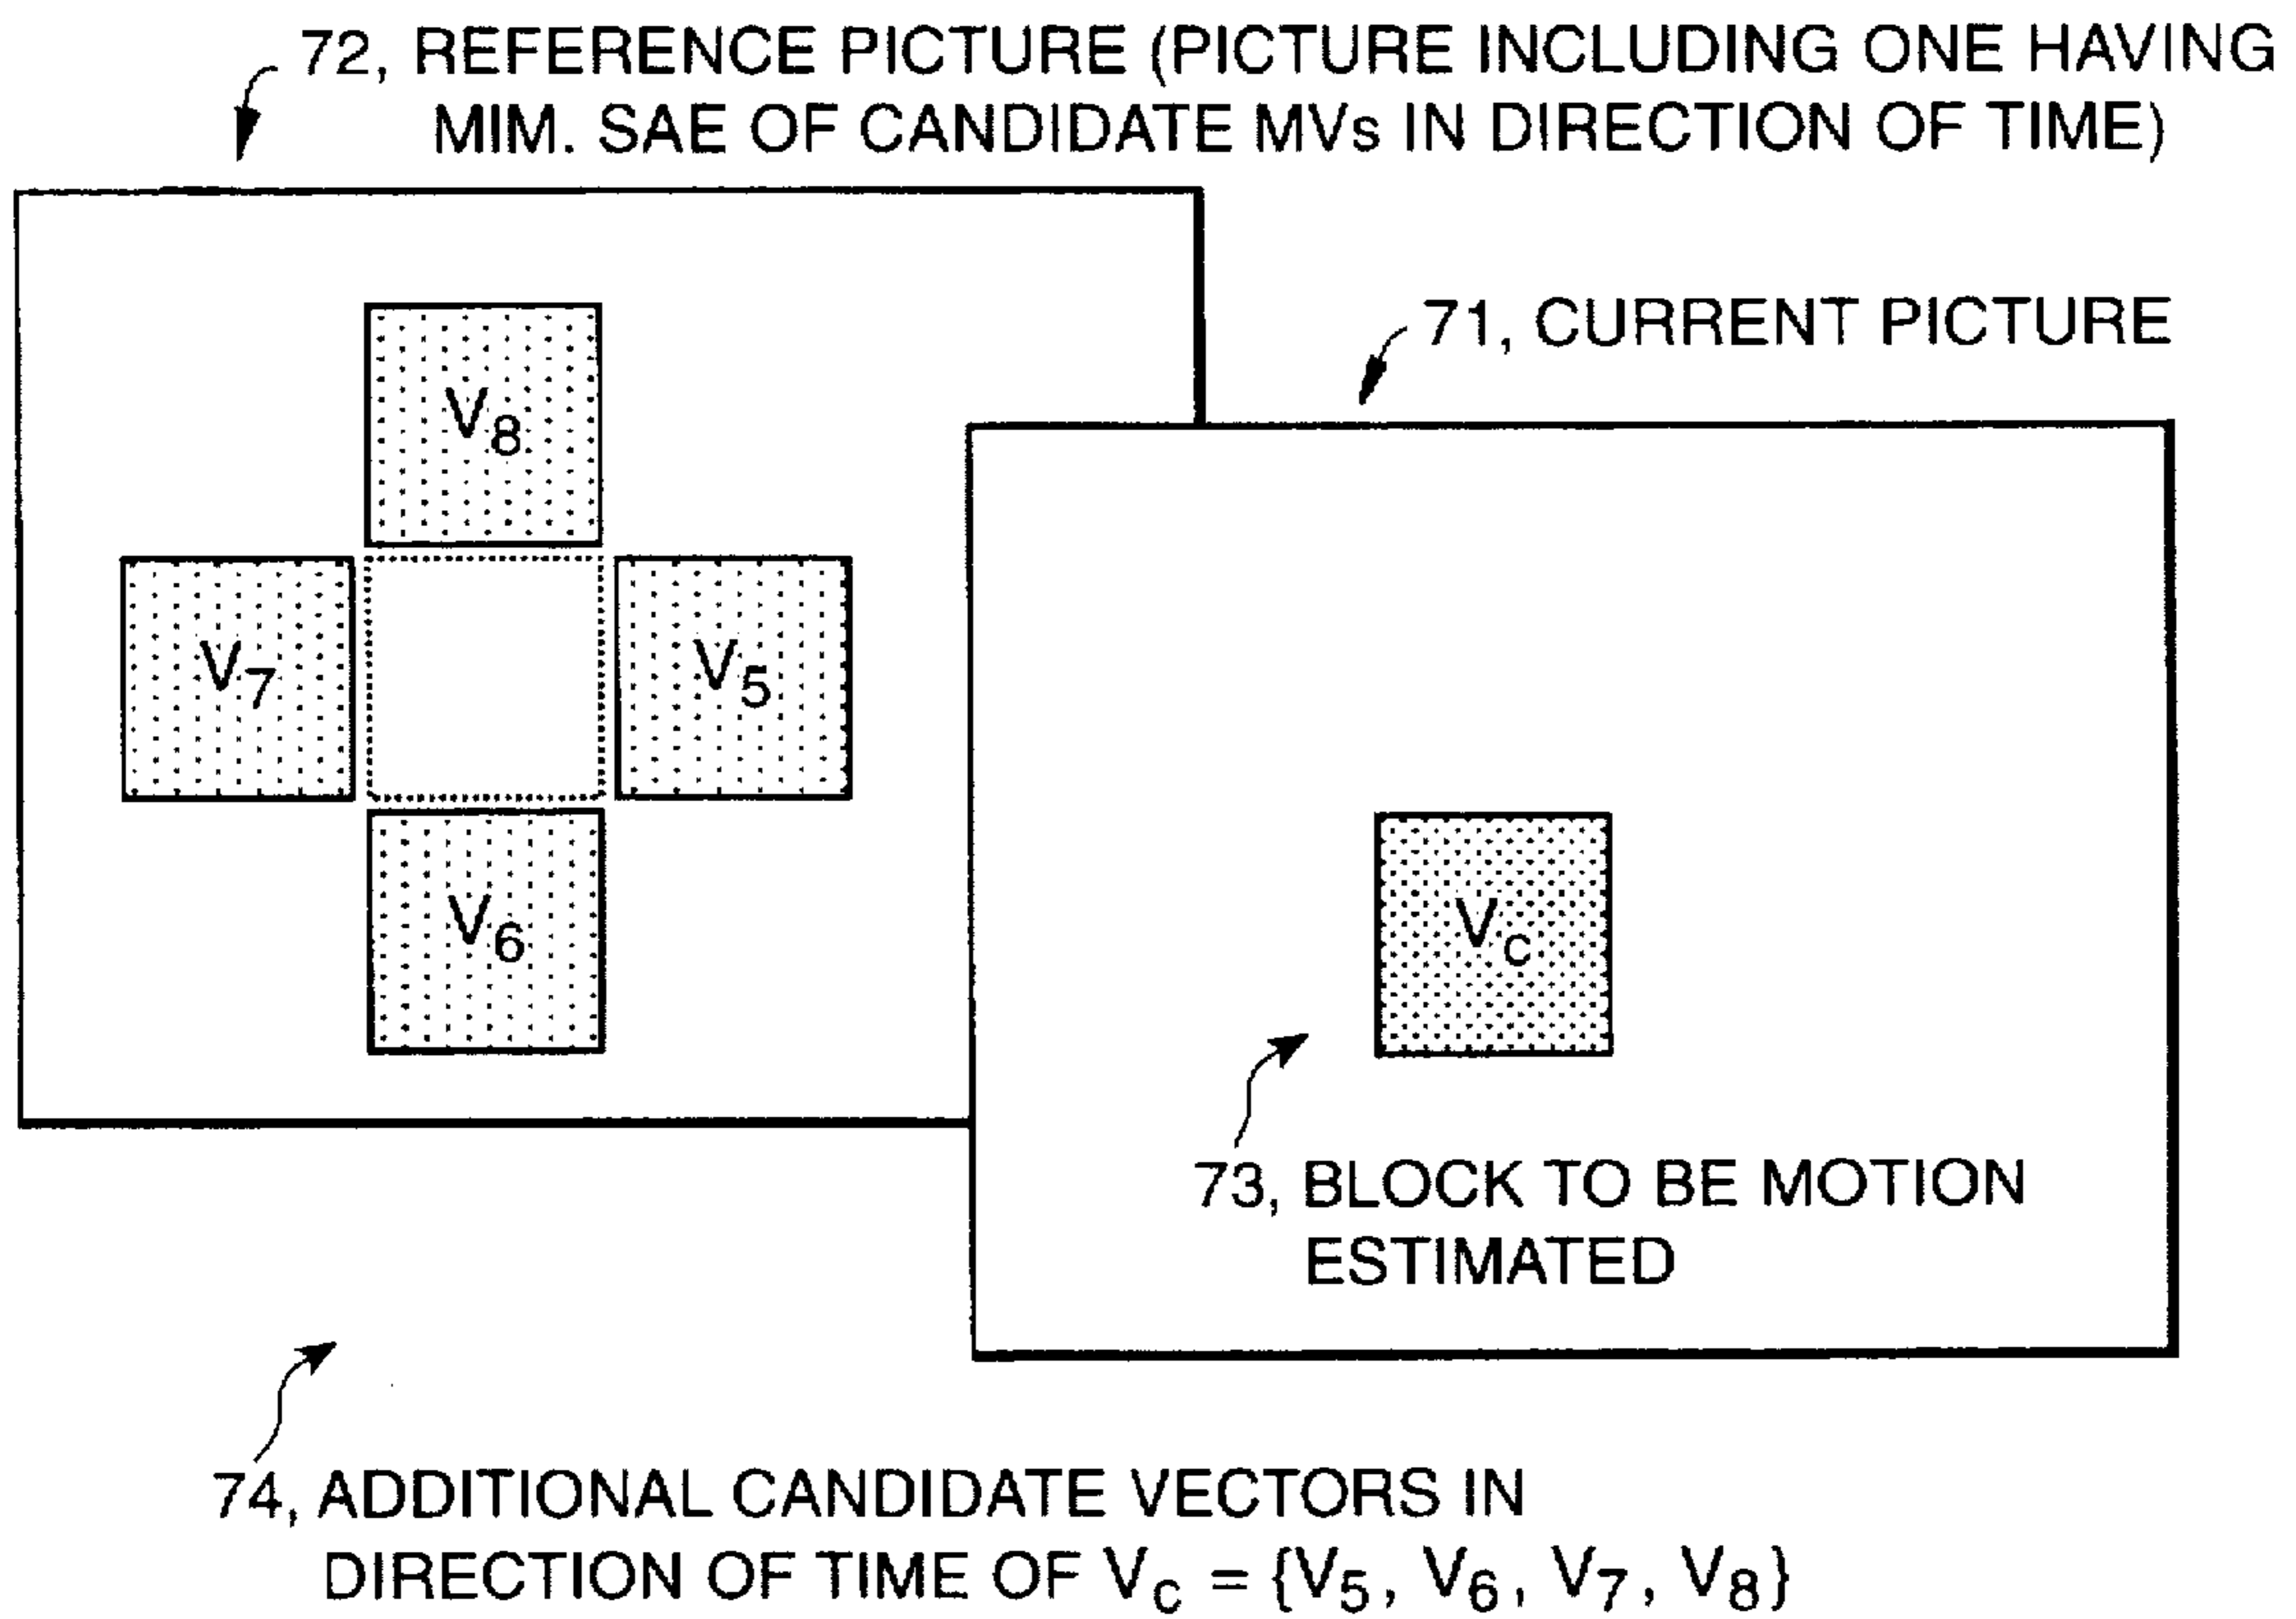 72, REFERENCE PICTURE (PICTURE INCLUDING ONE HAVING
MIM. SAE OF CANDIDATE MVs IN DIRECTION OF TIME)
71, CURRENT PICTURE
V8
V7
V5
V6
Vc
73, BLOCK TO BE MOTION
ESTIMATED
74, ADDITIONAL CANDIDATE VECTORS IN
DIRECTION OF TIME OF Vc = {V5, V6, V7, V8}